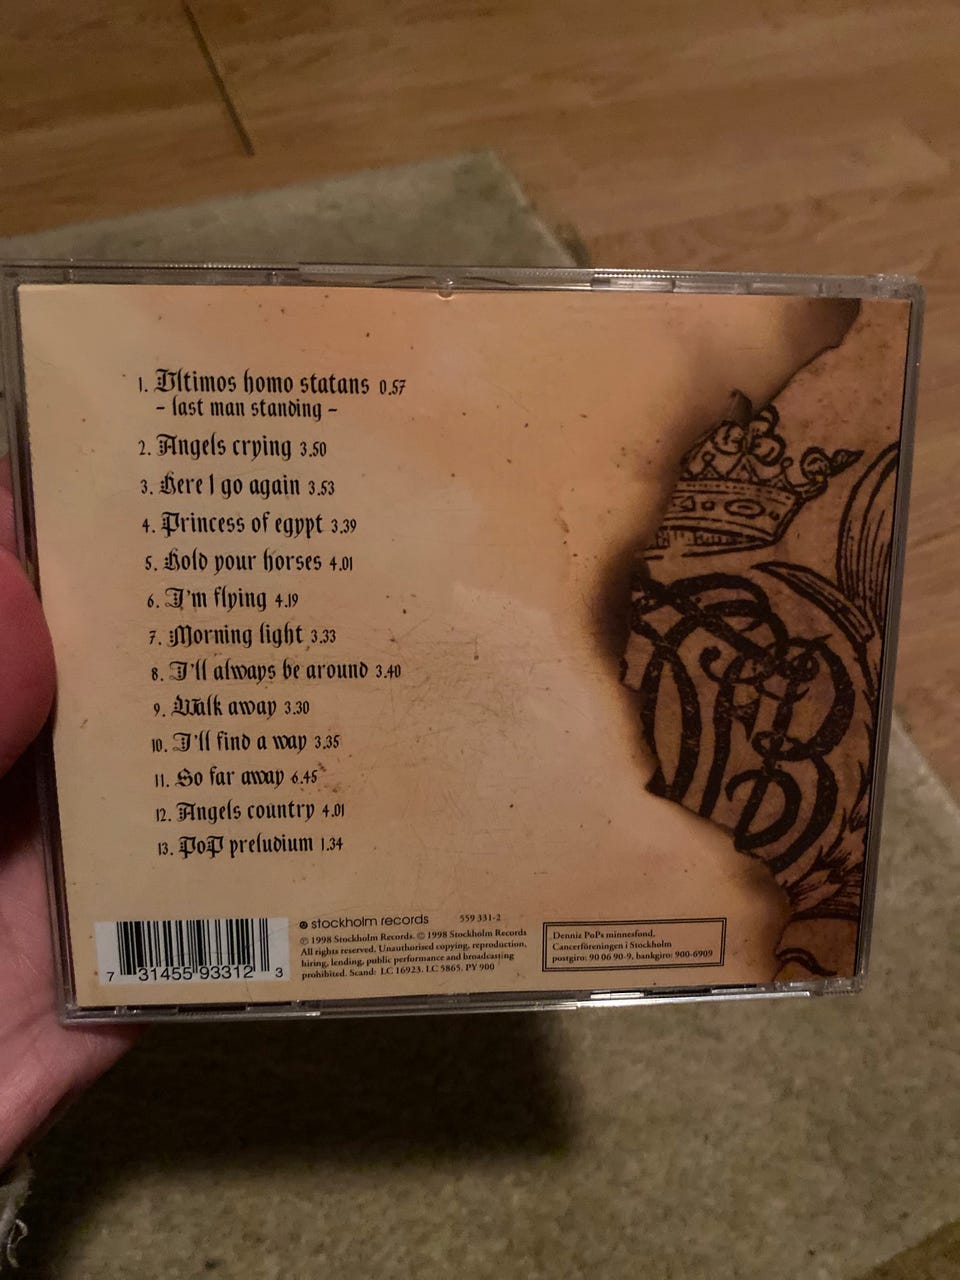 1. Ultimos homo statans 0.57
- last man standing -
2. Angels crying 3.50
3. Here I go again 3.53
4. Princess of egypt 3.39
5. Hold your horses 4.01
6. I'm flying 4.19
7. Morning light 3.33
8. I'll always be around 3.40
9. Walk away 3.30
10. I'll find a way 3.35
11. So far away 6.45
12. Angels country 4.01
13. PoP preludium 1.34
7 31455 93312 3
stockholm records 559 331-2
℗ 1998 Stockholm Records. © 1998 Stockholm Records
All rights reserved. Unauthorised copying, reproduction,
hiring, lending, public performance and broadcasting
prohibited. Scand: LC 16923. LC 5865. PY 900
Denniz PoPs minnesfond,
Cancerföreningen i Stockholm
postgiro: 90 06 90-9, bankgiro: 900-6909